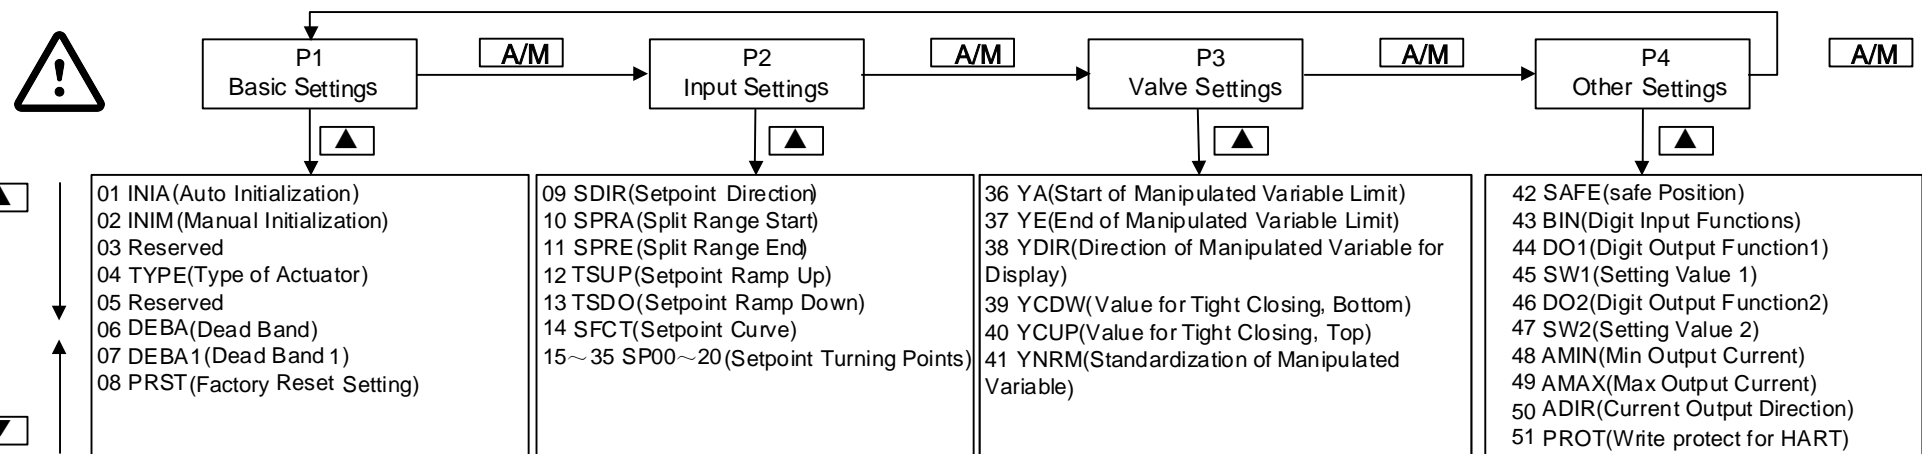 !
P1
Basic Settings
A/M
P2
Input Settings
A/M
P3
Valve Settings
A/M
P4
Other Settings
A/M
▲
▲
▲
▲
▲
▼
01 INIA(Auto Initialization)
02 INIM(Manual Initialization)
03 Reserved
04 TYPE(Type of Actuator)
05 Reserved
06 DEBA(Dead Band)
07 DEBA1(Dead Band 1)
08 PRST(Factory Reset Setting)
09 SDIR(Setpoint Direction)
10 SPRA(Split Range Start)
11 SPRE(Split Range End)
12 TSUP(Setpoint Ramp Up)
13 TSDO(Setpoint Ramp Down)
14 SFCT(Setpoint Curve)
15~35 SP00~20(Setpoint Turning Points)
36 YA(Start of Manipulated Variable Limit)
37 YE(End of Manipulated Variable Limit)
38 YDIR(Direction of Manipulated Variable for
Display)
39 YCDW(Value for Tight Closing, Bottom)
40 YCUP(Value for Tight Closing, Top)
41 YNRM(Standardization of Manipulated
Variable)
42 SAFE(safe Position)
43 BIN(Digit Input Functions)
44 DO1(Digit Output Function1)
45 SW1(Setting Value 1)
46 DO2(Digit Output Function2)
47 SW2(Setting Value 2)
48 AMIN(Min Output Current)
49 AMAX(Max Output Current)
50 ADIR(Current Output Direction)
51 PROT(Write protect for HART)